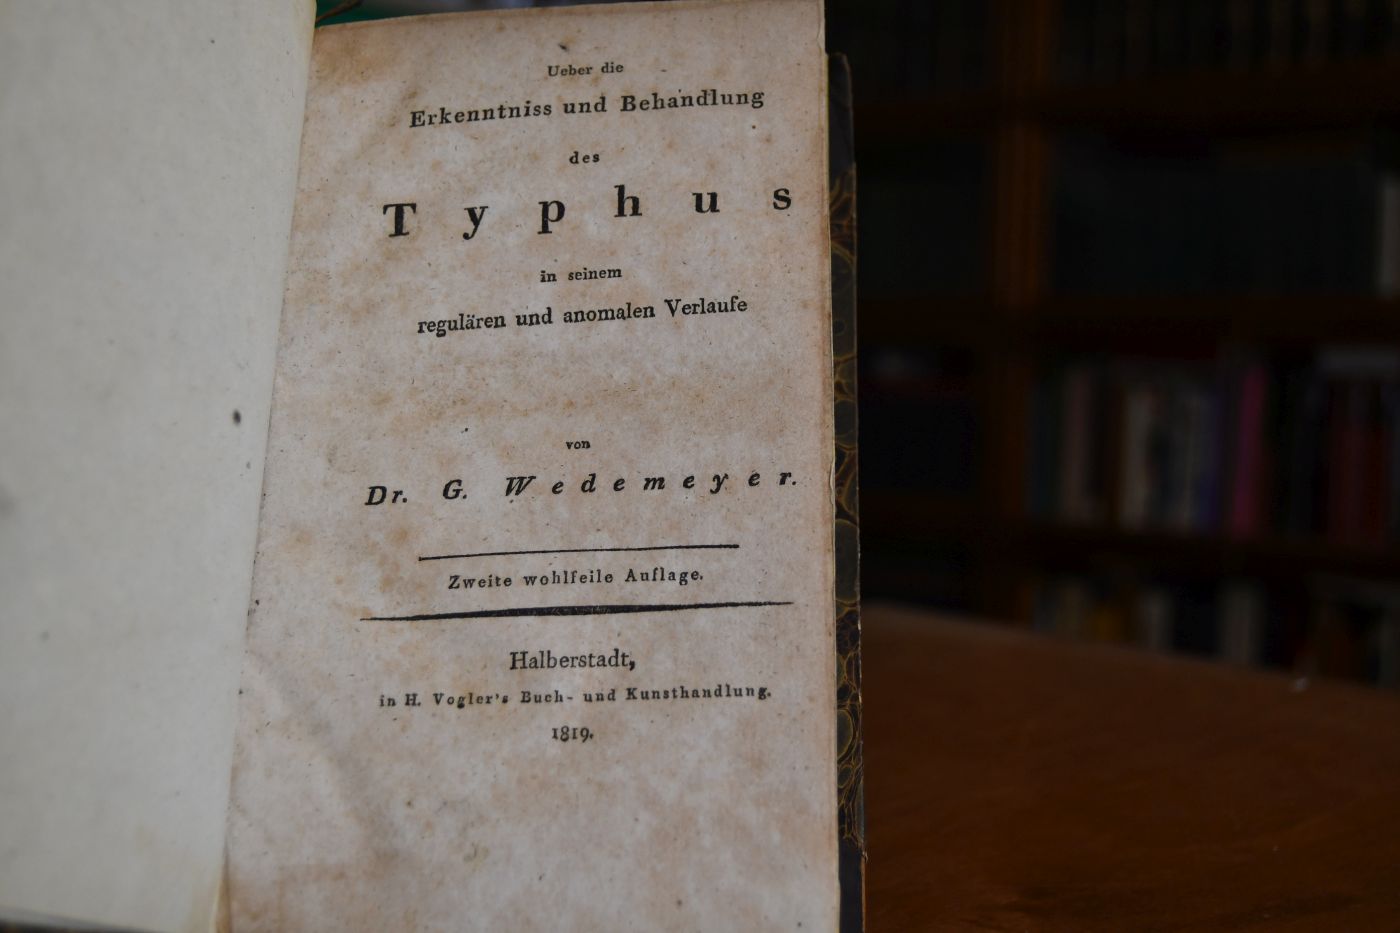 Ueber die
Erkenntniss und Behandlung
des
Typhus
in seinem
regulären und anomalen Verlaufe
von
Dr. G. Wedemeyer.
Zweite wohlfeile Auflage.
Halberstadt,
in H. Vogler's Buch- und Kunsthandlung.
1819.